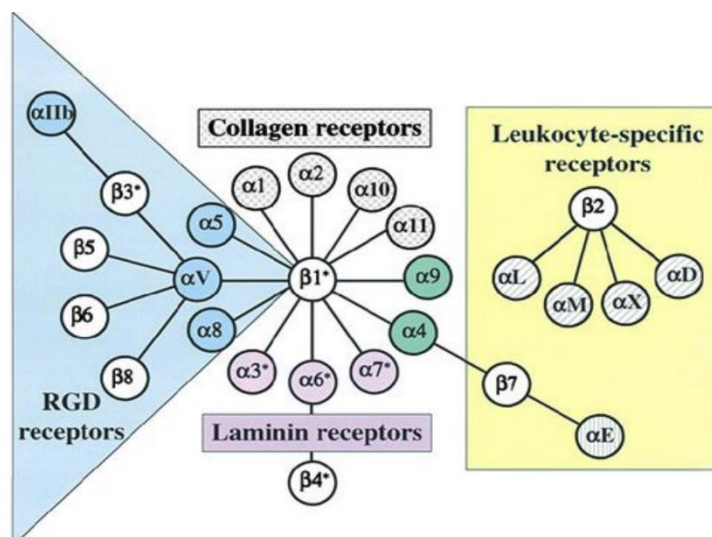 αIIb
Collagen receptors
Leukocyte-specific
receptors
β3*
α5
α1
α2
α10
α11
β2
β5
αV
β1*
α9
αL
αM
αX
αD
β6
α8
α4
β8
α3*
α6*
α7*
β7
RGD
receptors
Laminin receptors
αE
β4*